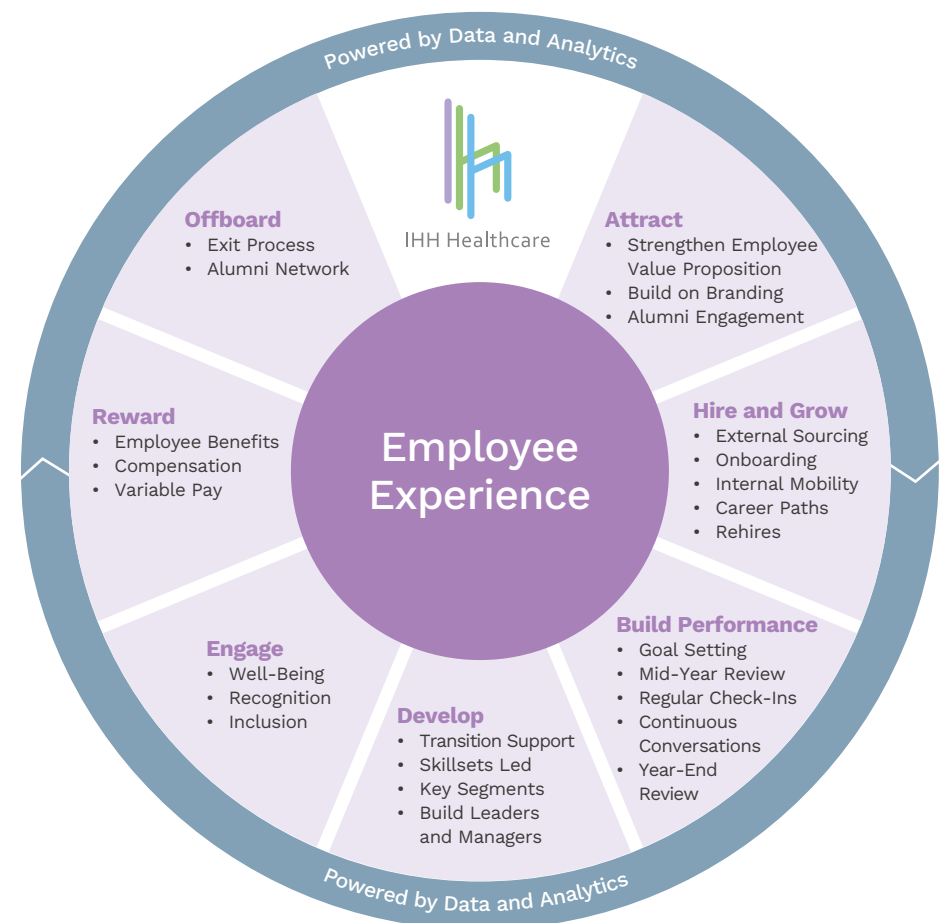 Powered by Data and Analytics
IHH Healthcare
Attract
• Strengthen Employee
Value Proposition
• Build on Branding
• Alumni Engagement
Hire and Grow
• External Sourcing
• Onboarding
• Internal Mobility
• Career Paths
• Rehires
Build Performance
• Goal Setting
• Mid-Year Review
• Regular Check-Ins
• Continuous
Conversations
• Year-End
Review
Develop
• Transition Support
• Skillsets Led
• Key Segments
• Build Leaders
and Managers
Engage
• Well-Being
• Recognition
• Inclusion
Reward
• Employee Benefits
• Compensation
• Variable Pay
Offboard
• Exit Process
• Alumni Network
Employee
Experience
Powered by Data and Analytics